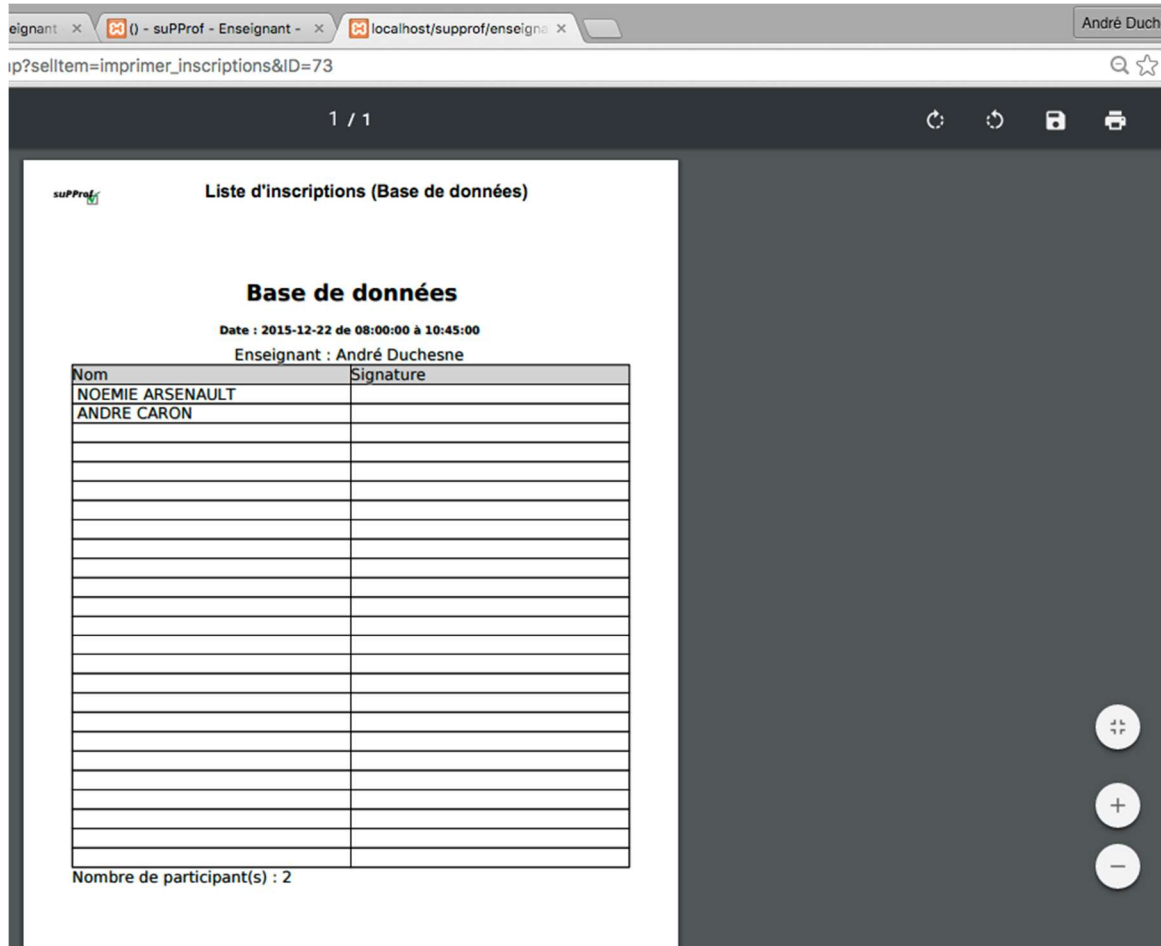 eignant
() - suPProf - Enseignant -
localhost/supprof/enseigna
André Duch
np?selItem=imprimer_inscriptions&ID=73
1 / 1
suPProf
Liste d'inscriptions (Base de données)
Base de données
Date : 2015-12-22 de 08:00:00 à 10:45:00
Enseignant : André Duchesne
Nom Signature
NOEMIE ARSENAULT
ANDRE CARON
Nombre de participant(s) : 2